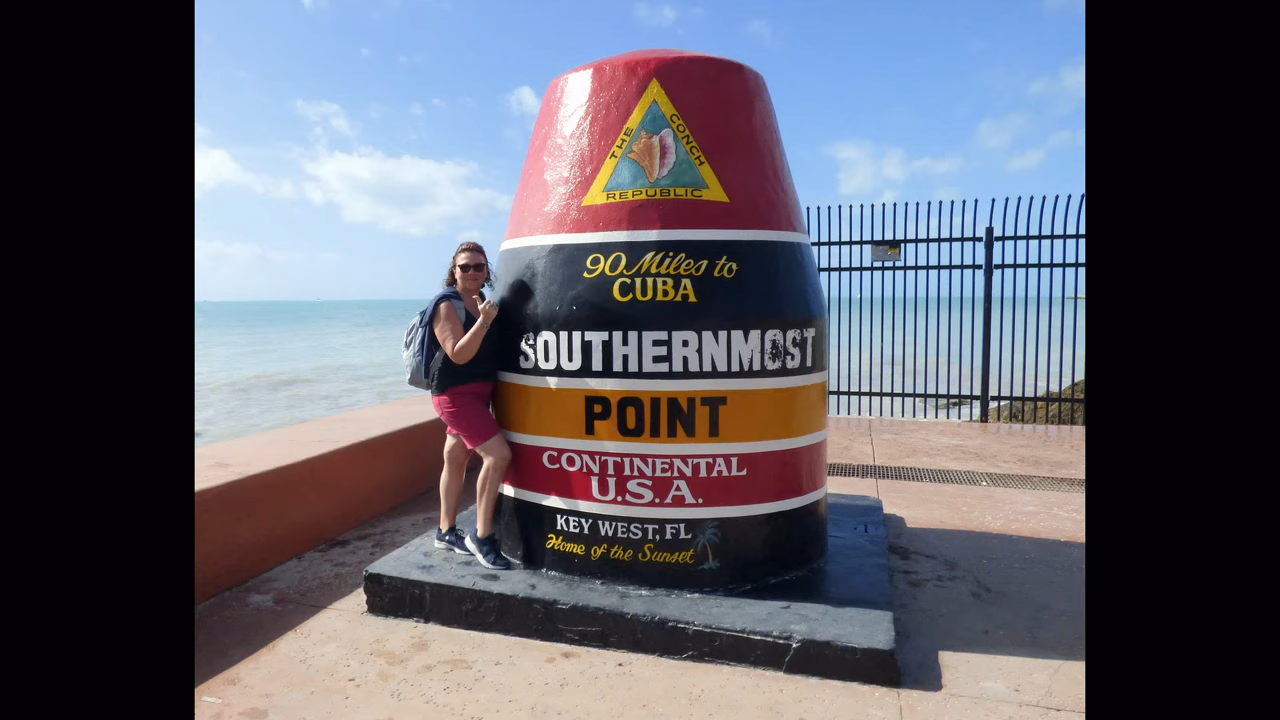 THE CONCH
REPUBLIC
90 Miles to
CUBA
SOUTHERNMOST
POINT
CONTINENTAL
U.S.A.
KEY WEST, FL
Home of the Sunset